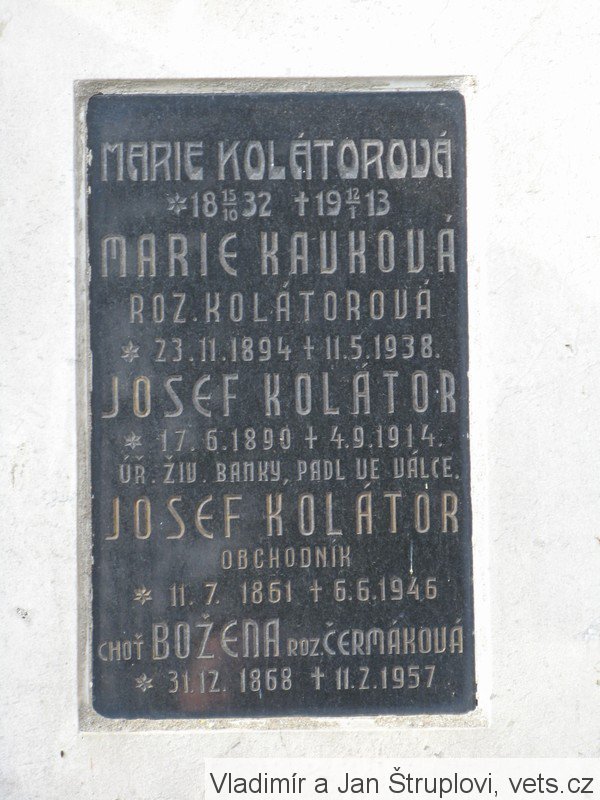 MARIE KOLÁTOROVÁ
*18 15/10 32 †19 12/1 13
MARIE KAVKOVÁ
ROZ. KOLÁTOROVÁ
* 23.11.1894 † 11.5.1938.
JOSEF KOLÁTOR
* 17.6.1890 † 4.9.1914.
ÚŘ. ŽIV. BANKY, PADL VE VÁLCE.
JOSEF KOLÁTOR
OBCHODNÍK
* 11.7. 1861 † 6.6.1946
CHOŤ BOŽENA ROZ. ČERMÁKOVÁ
* 31.12. 1868 † 11.2.1957
Vladimír a Jan Štruplovi, vets.cz